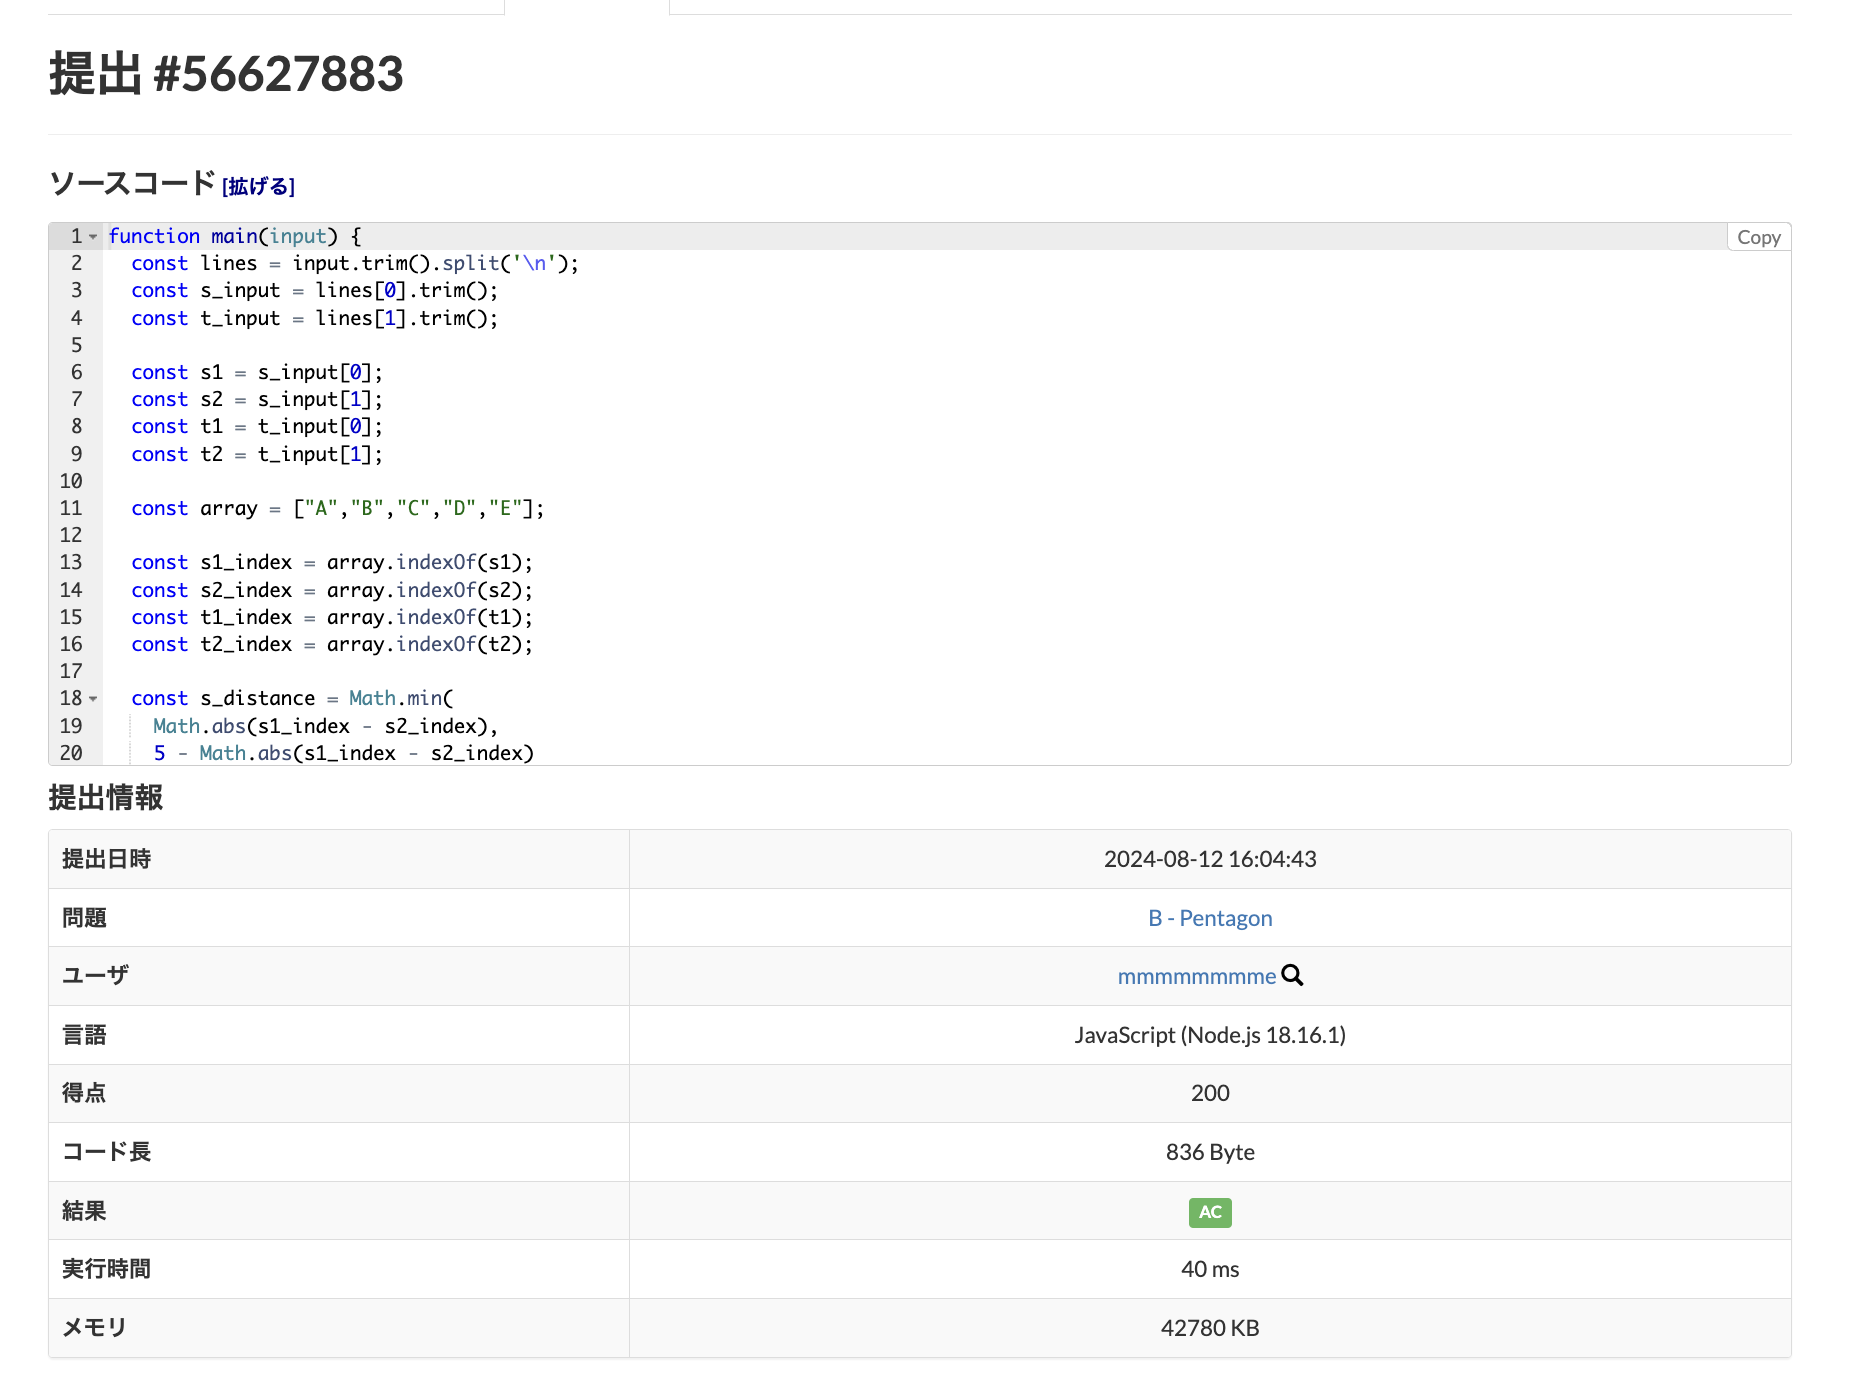 提出 #56627883
ソースコード [拡げる]
Copy
1 function main(input) {
2 const lines = input.trim().split('\n');
3 const s_input = lines[0].trim();
4 const t_input = lines[1].trim();
5
6 const s1 = s_input[0];
7 const s2 = s_input[1];
8 const t1 = t_input[0];
9 const t2 = t_input[1];
10
11 const array = ["A","B","C","D","E"];
12
13 const s1_index = array.indexOf(s1);
14 const s2_index = array.indexOf(s2);
15 const t1_index = array.indexOf(t1);
16 const t2_index = array.indexOf(t2);
17
18 const s_distance = Math.min(
19 Math.abs(s1_index - s2_index),
20 5 - Math.abs(s1_index - s2_index)
提出情報
提出日時 2024-08-12 16:04:43
問題 B - Pentagon
ユーザ mmmmmmmme
言語 JavaScript (Node.js 18.16.1)
得点 200
コード長 836 Byte
結果 AC
実行時間 40 ms
メモリ 42780 KB